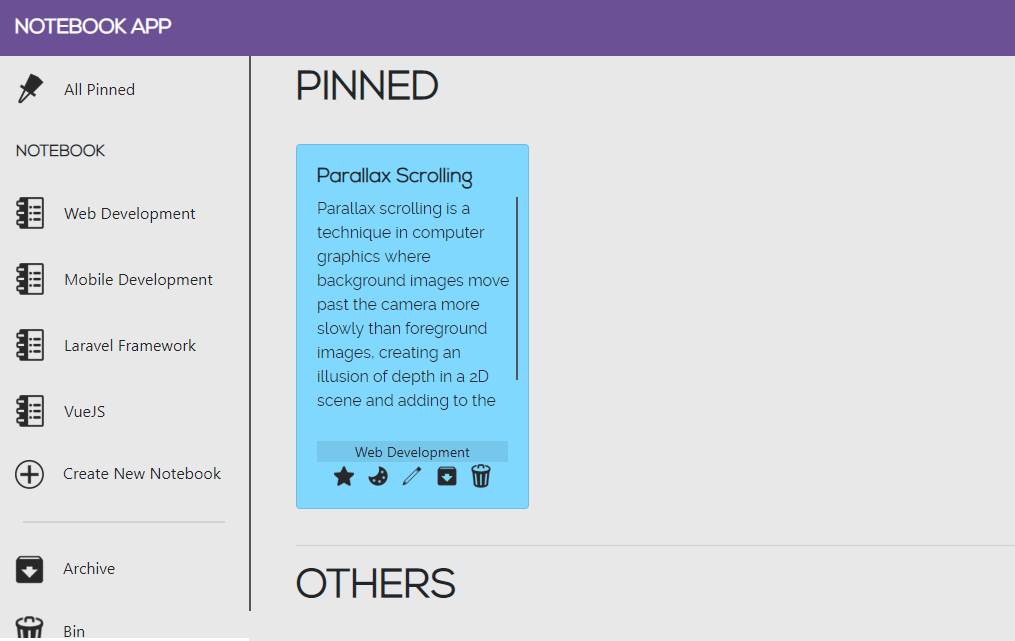 NOTEBOOK APP
All Pinned
NOTEBOOK
Web Development
Mobile Development
Laravel Framework
VueJS
Create New Notebook
Archive
Bin
PINNED
Parallax Scrolling
Parallax scrolling is a
technique in computer
graphics where
background images move
past the camera more
slowly than foreground
images, creating an
illusion of depth in a 2D
scene and adding to the
Web Development
OTHERS